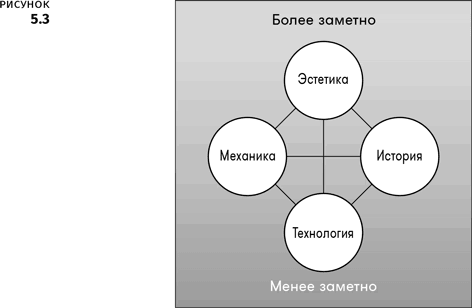 РИСУНОК
5.3
Более заметно
Эстетика
Механика
История
Технология
Менее заметно